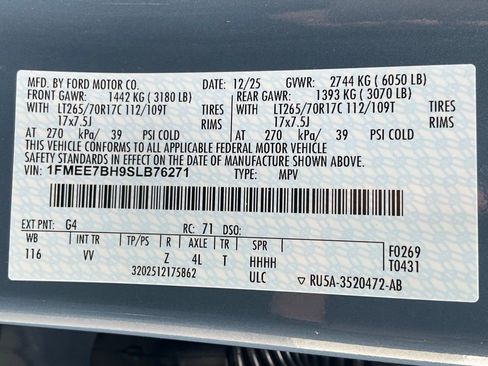 MFD. BY FORD MOTOR CO. 12/25 GVWR: 2744 KG ( 6050 LB)
FRONT GAWR: 1442 KG ( 3180 LB) REAR GAWR: 1393 KG ( 3070 LB)
WITH LT265/70R17C 112/109T TIRES WITH LT265/70R17C 112/109T TIRES
17x7.5J RIMS 17x7.5J RIMS
AT 270 kPa/ 39 PSI COLD AT 270 kPa/ 39 PSI COLD
THIS VEHICLE CONFORMS TO ALL APPLICABLE FEDERAL MOTOR VEHICLE
SAFETY STANDARDS IN EFFECT ON THE DATE OF MANUFACTURE SHOWN ABOVE.
VIN: 1FMEE7BH9SLB76271 TYPE: MPV
EXT PNT: G4 RC: 71 DSO: F0269
WB INT TR TP/PS R AXLE TR SPR T0431
116 VV Z 4L T HHHH
3202512175862 ULC ▽ RU5A-3520472-AB